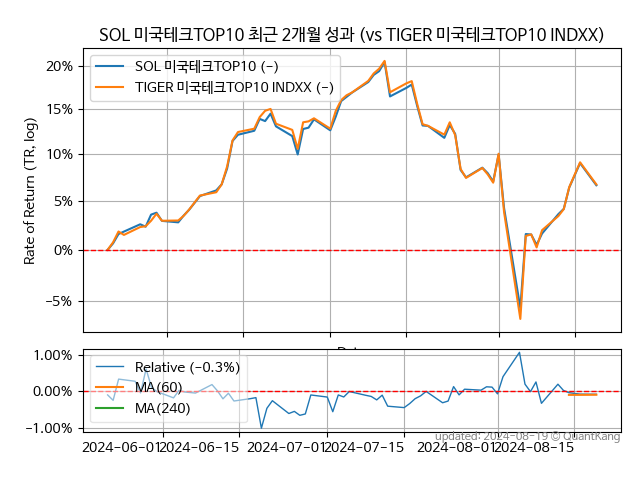 SOL 미국테크TOP10 최근 2개월 성과 (vs TIGER 미국테크TOP10 INDXX)
Rate of Return (TR, log)
20%
15%
10%
5%
0%
−5%
SOL 미국테크TOP10 (-)
TIGER 미국테크TOP10 INDXX (-)
1.00%
0.00%
−1.00%
Relative (-0.3%)
MA(60)
MA(240)
updated: 2024-08-19 © QuantKang
2024-06-01
2024-06-15
2024-07-01
2024-07-15
2024-08-01
2024-08-15